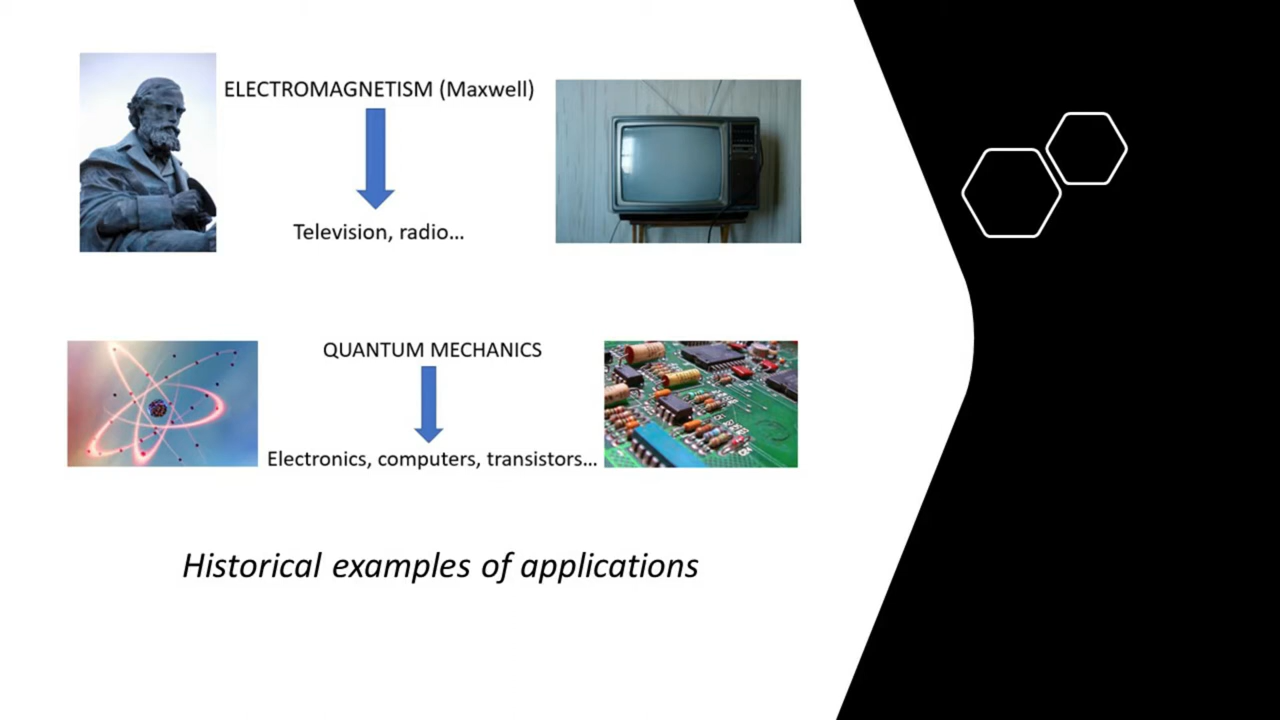 ELECTROMAGNETISM (Maxwell)
Television, radio...
QUANTUM MECHANICS
Electronics, computers, transistors...
Historical examples of applications